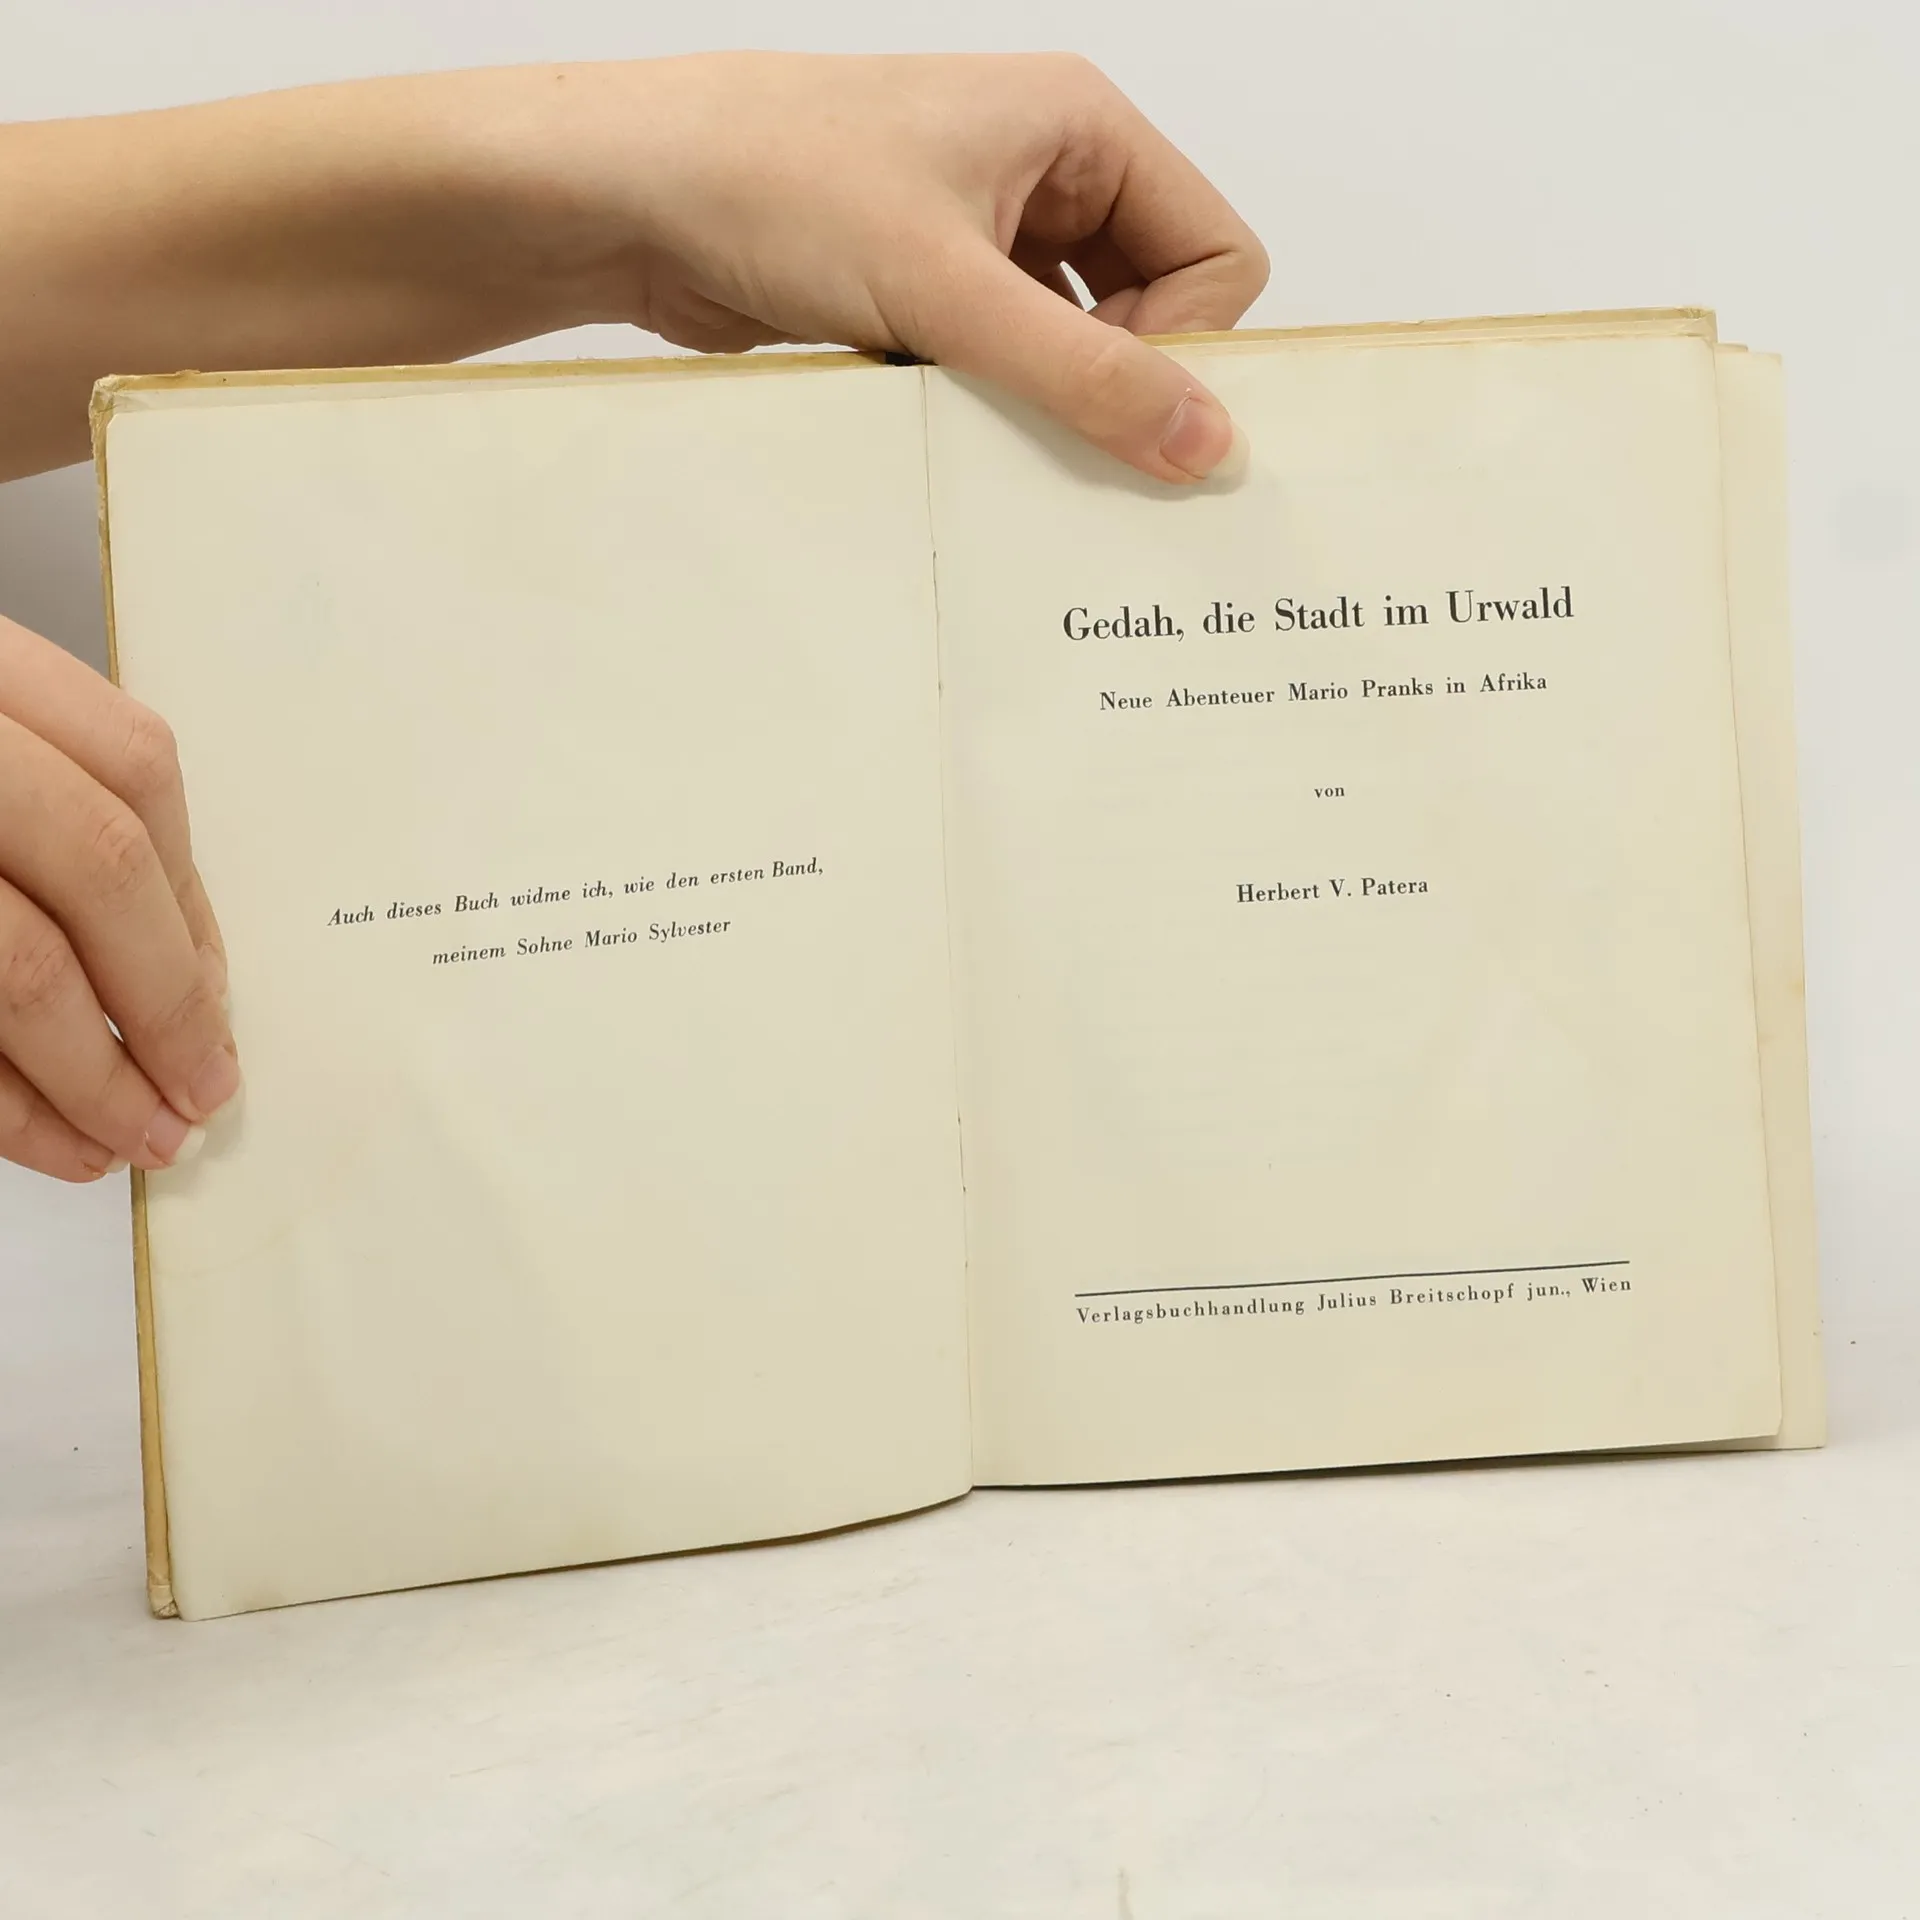 Auch dieses Buch widme ich, wie den ersten Band,
meinem Sohne Mario Sylvester
Gedah, die Stadt im Urwald
Neue Abenteuer Mario Pranks in Afrika
von
Herbert V. Patera
Verlagsbuchhandlung Julius Breitschopf jun., Wien